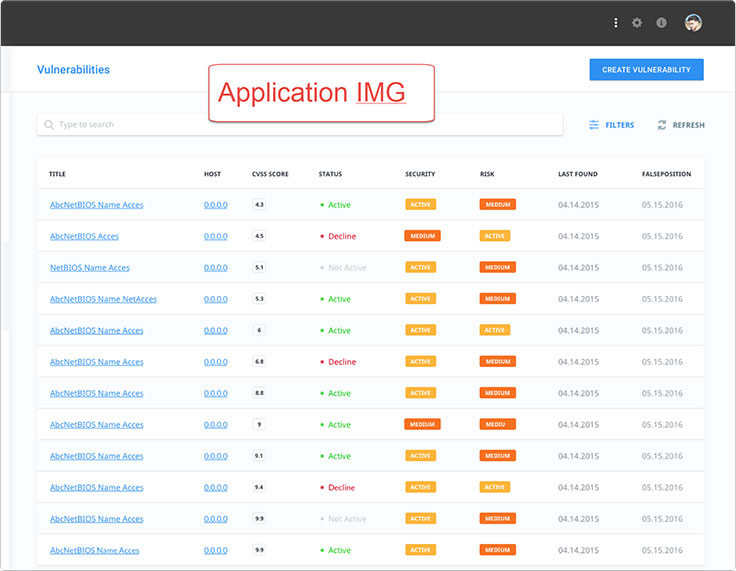 Vulnerabilities
CREATE VULNERABILITY
Application IMG
Type to search
FILTERS
REFRESH
TITLE HOST CVSS SCORE STATUS SECURITY RISK LAST FOUND FALSEPOSITION
AbcNetBIOS Name Acces 0.0.0.0 4.3 Active ACTIVE MEDIUM 04.14.2015 05.15.2016
AbcNetBIOS Acces 0.0.0.0 4.5 Decline MEDIUM ACTIVE 04.14.2015 05.15.2016
NetBIOS Name Acces 0.0.0.0 5.1 Not Active ACTIVE MEDIUM 04.14.2015 05.15.2016
AbcNetBIOS Name NetAcces 0.0.0.0 5.3 Active ACTIVE MEDIUM 04.14.2015 05.15.2016
AbcNetBIOS Name Acces 0.0.0.0 6 Active ACTIVE ACTIVE 04.14.2015 05.15.2016
AbcNetBIOS Name Acces 0.0.0.0 6.8 Decline ACTIVE MEDIUM 04.14.2015 05.15.2016
AbcNetBIOS Name Acces 0.0.0.0 8.8 Active ACTIVE MEDIUM 04.14.2015 05.15.2016
AbcNetBIOS Name Acces 0.0.0.0 9 Active MEDIUM MEDIU 04.14.2015 05.15.2016
AbcNetBIOS Name Acces 0.0.0.0 9.1 Active ACTIVE MEDIUM 04.14.2015 05.15.2016
AbcNetBIOS Name Acces 0.0.0.0 9.4 Decline ACTIVE ACTIVE 04.14.2015 05.15.2016
AbcNetBIOS Name Acces 0.0.0.0 9.9 Not Active ACTIVE MEDIUM 04.14.2015 05.15.2016
AbcNetBIOS Name Acces 0.0.0.0 9.9 Active ACTIVE MEDIUM 04.14.2015 05.15.2016